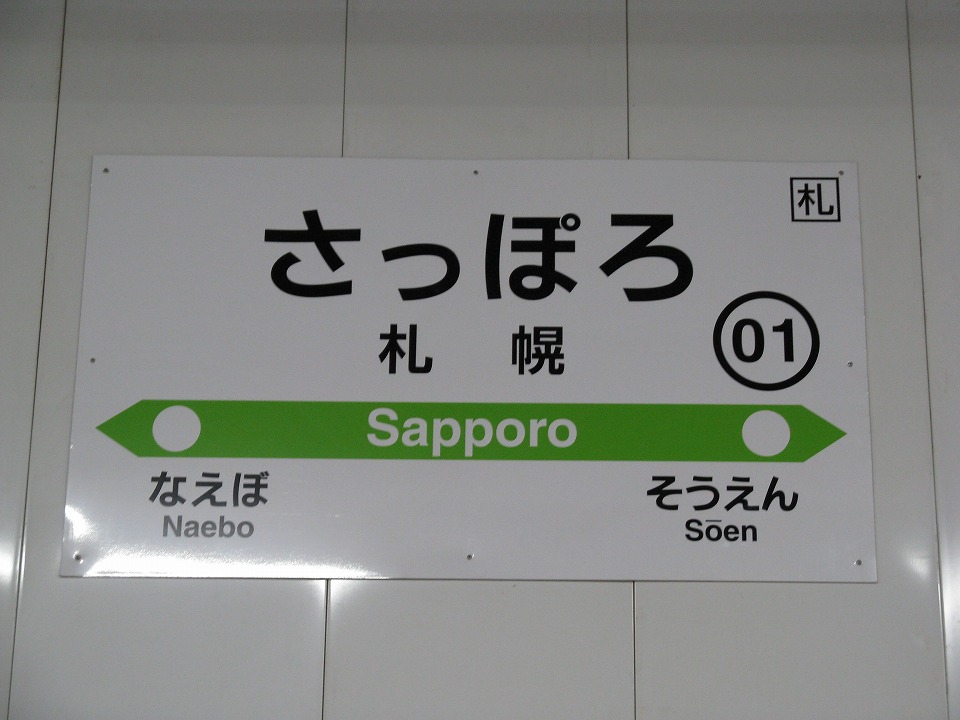 札
さっぽろ
札幌
01
Sapporo
なえぼ
Naebo
そうえん
Sōen